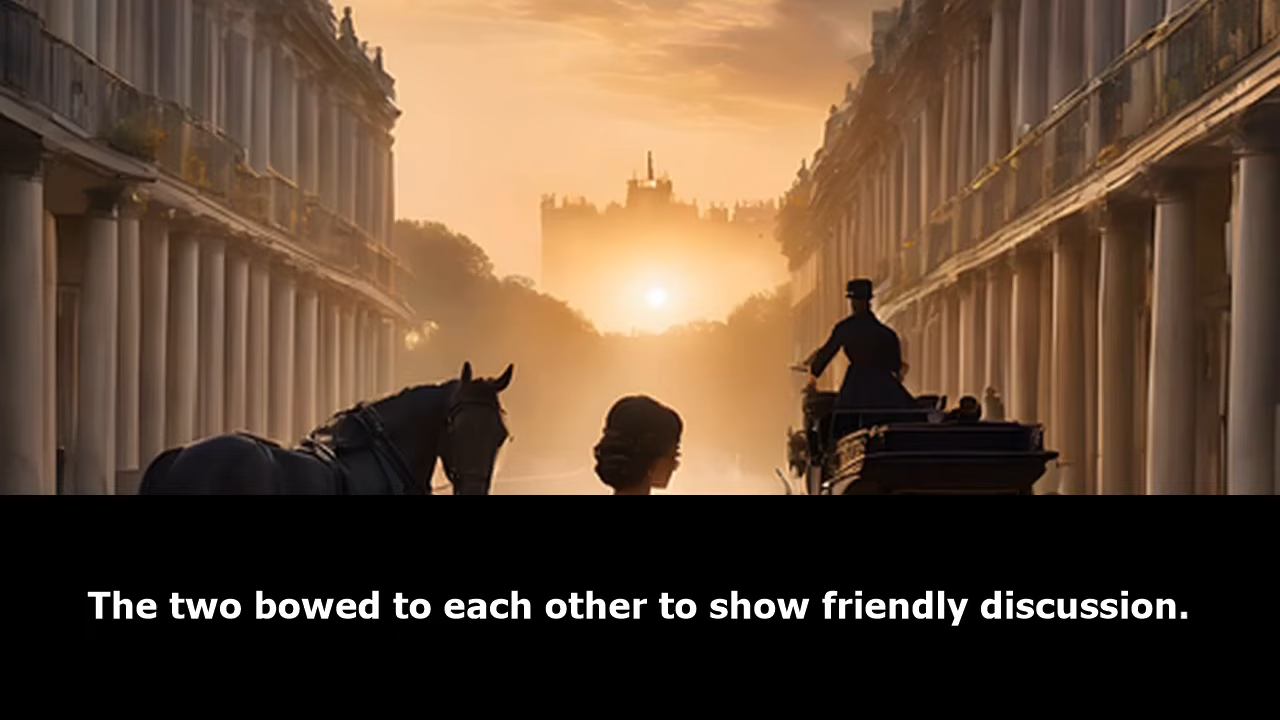 The two bowed to each other to show friendly discussion.